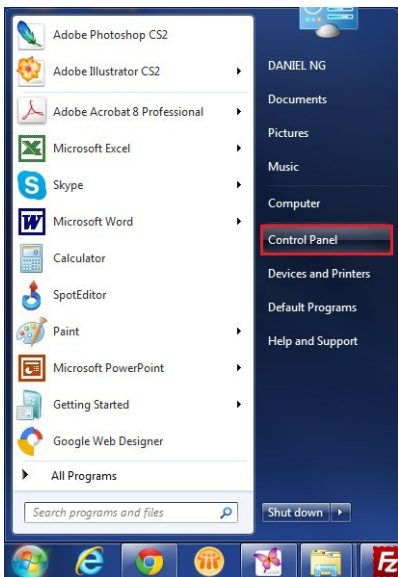 Adobe Photoshop CS2
Adobe Illustrator CS2
Adobe Acrobat 8 Professional
Microsoft Excel
Skype
Microsoft Word
Calculator
SpotEditor
Paint
Microsoft PowerPoint
Getting Started
Google Web Designer
All Programs
Search programs and files
DANIEL NG
Documents
Pictures
Music
Computer
Control Panel
Devices and Printers
Default Programs
Help and Support
Shut down
Fz